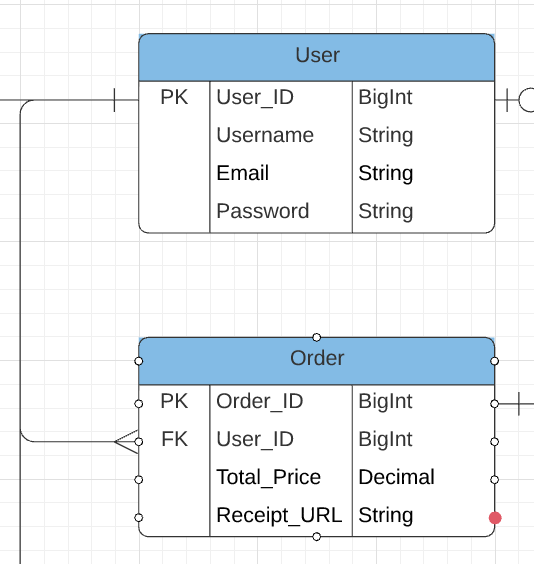 User
PK User_ID BigInt
Username String
Email String
Password String
Order
PK Order_ID BigInt
FK User_ID BigInt
Total_Price Decimal
Receipt_URL String